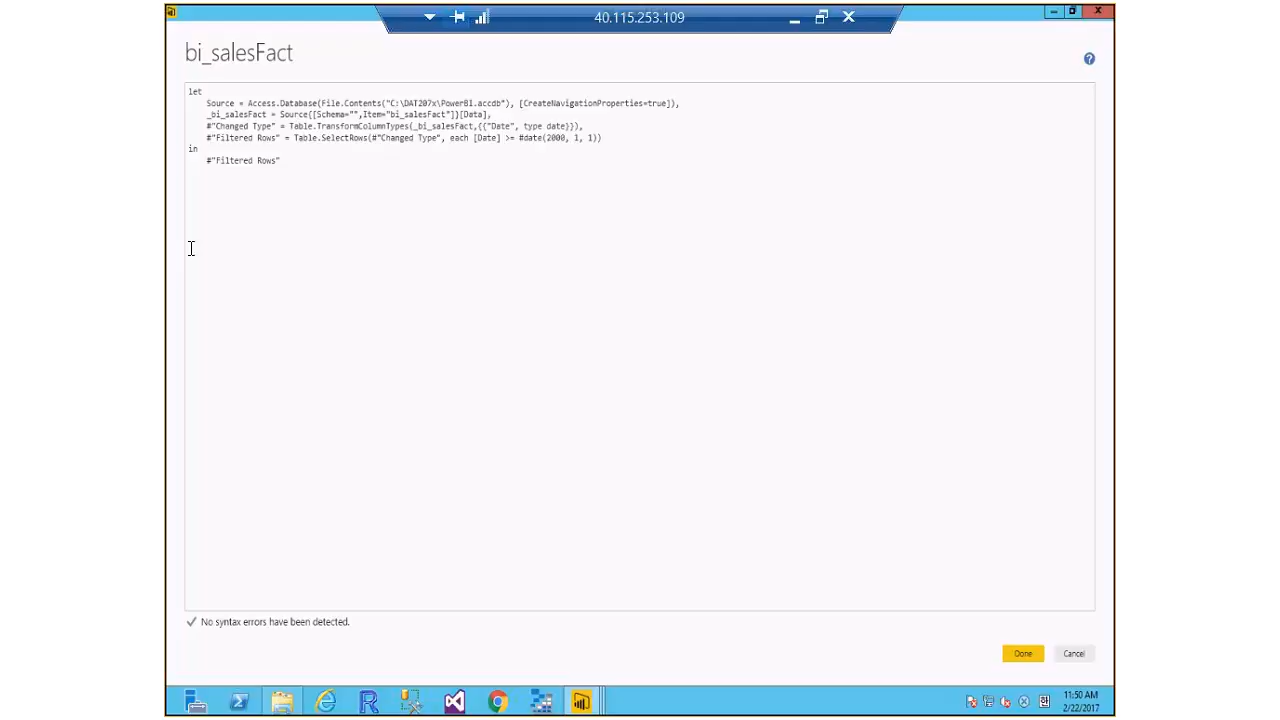 40.115.253.109
bi_salesFact
let
Source = Access.Database(File.Contents("C:\DAT207x\PowerBI.accdb"), [CreateNavigationProperties=true]),
_bi_salesFact = Source{[Schema="",Item="bi_salesFact"]}[Data],
#"Changed Type" = Table.TransformColumnTypes(_bi_salesFact,{{"Date", type date}}),
#"Filtered Rows" = Table.SelectRows(#"Changed Type", each [Date] >= #date(2000, 1, 1))
in
#"Filtered Rows"
No syntax errors have been detected.
Done Cancel
11:50 AM
2/22/2017